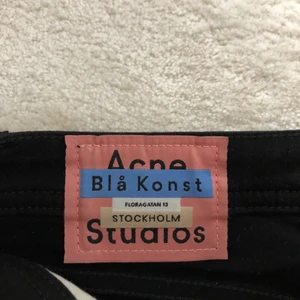 Acne
Blå Konst
FLORAGATAN 13
STOCKHOLM
Studios